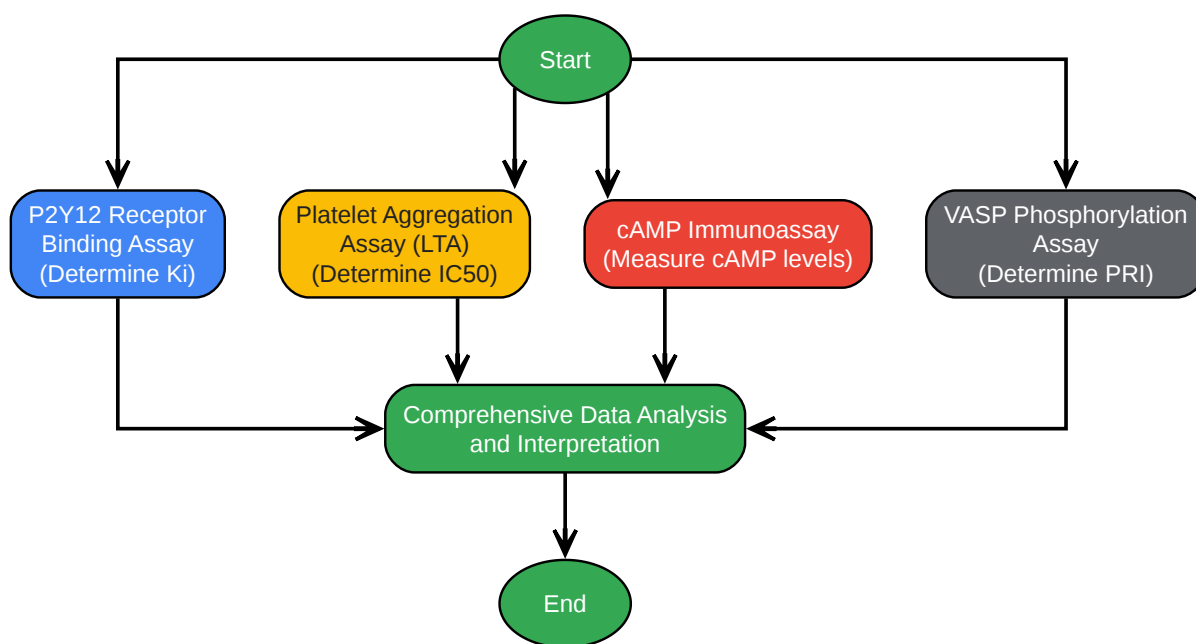 Start
P2Y12 Receptor
Binding Assay
(Determine Ki)
Platelet Aggregation
Assay (LTA)
(Determine IC50)
cAMP Immunoassay
(Measure cAMP levels)
VASP Phosphorylation
Assay
(Determine PRI)
Comprehensive Data Analysis
and Interpretation
End